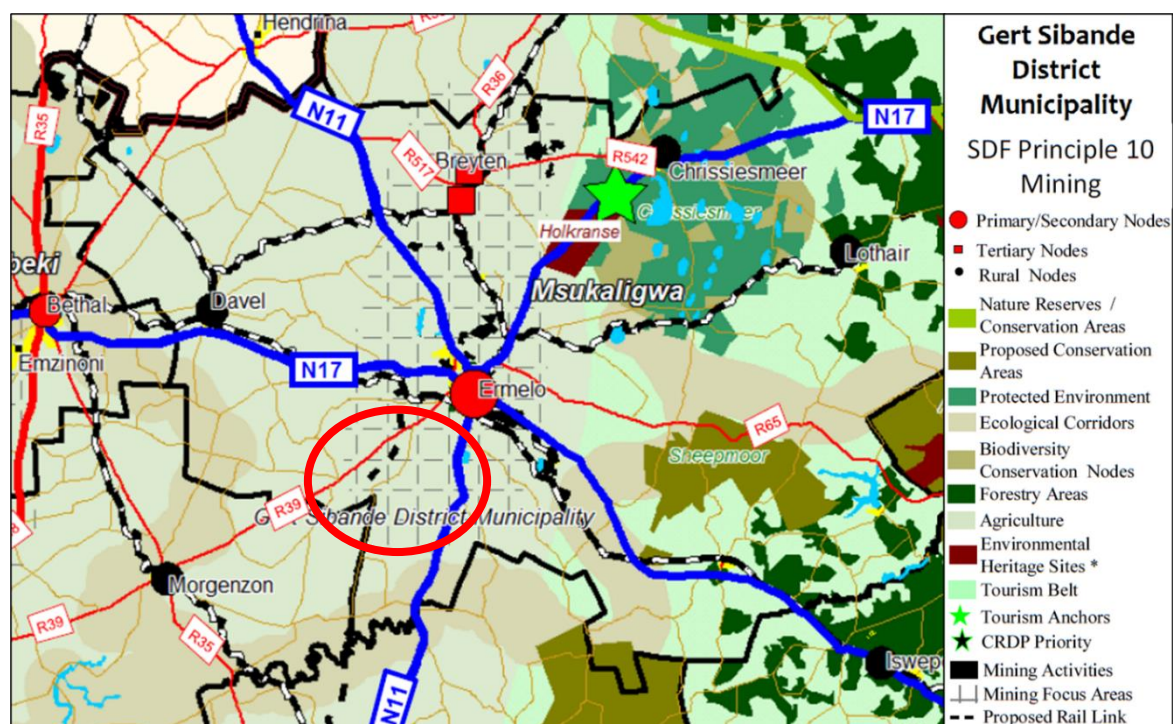 Hendrina
R35
R36
N11
N17
R517
Breyten
R542
Chrissiesmeer
Holkranse
Lothair
Msukaligwa
beki
Bethal
Davel
Emzinoni
N17
Ermelo
R65
Sheepmoor
R39
Sibande District Municipality
Morgenzon
R39
R35
N11
Iswepe
Gert Sibande
District
Municipality
SDF Principle 10
Mining
Primary/Secondary Nodes
Tertiary Nodes
Rural Nodes
Nature Reserves /
Conservation Areas
Proposed Conservation
Areas
Protected Environment
Ecological Corridors
Biodiversity
Conservation Nodes
Forestry Areas
Agriculture
Environmental
Heritage Sites *
Tourism Belt
Tourism Anchors
CRDP Priority
Mining Activities
Mining Focus Areas
Proposed Rail Link